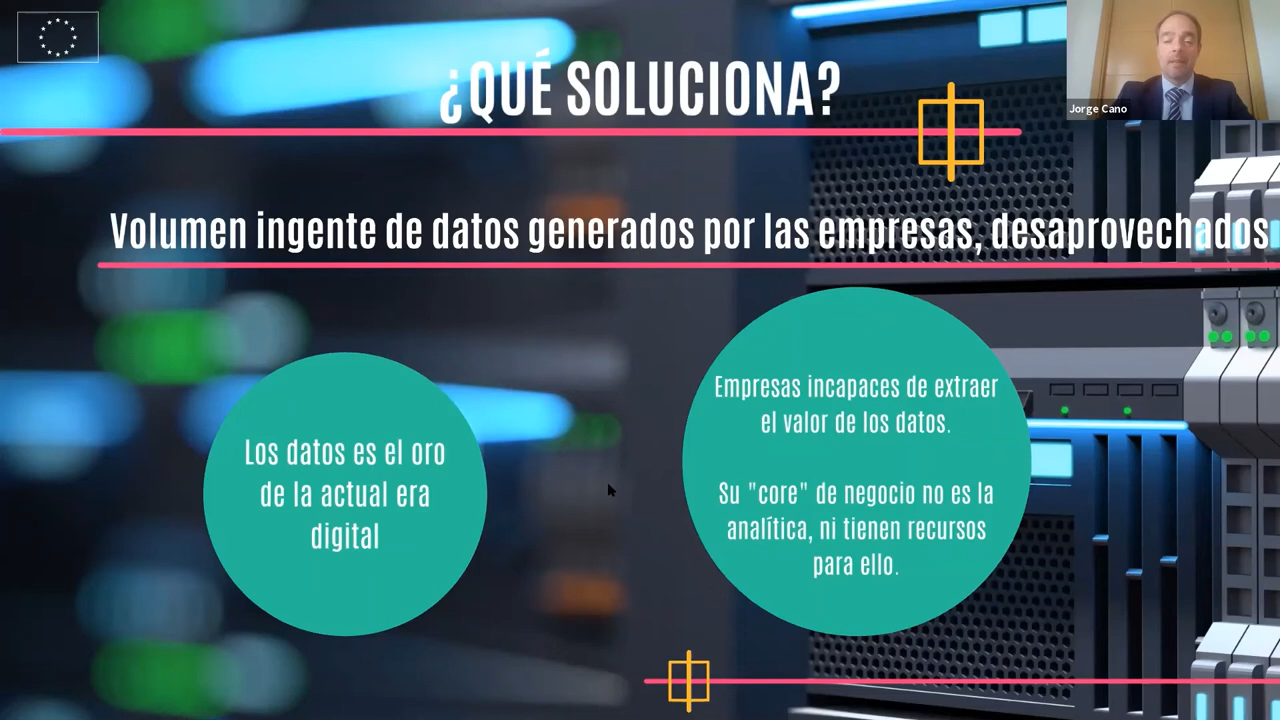 ¿QUÉ SOLUCIONA?
Jorge Cano
Volumen ingente de datos generados por las empresas, desaprovechados
Los datos es el oro
de la actual era
digital
Empresas incapaces de extraer
el valor de los datos.
Su "core" de negocio no es la
analítica, ni tienen recursos
para ello.